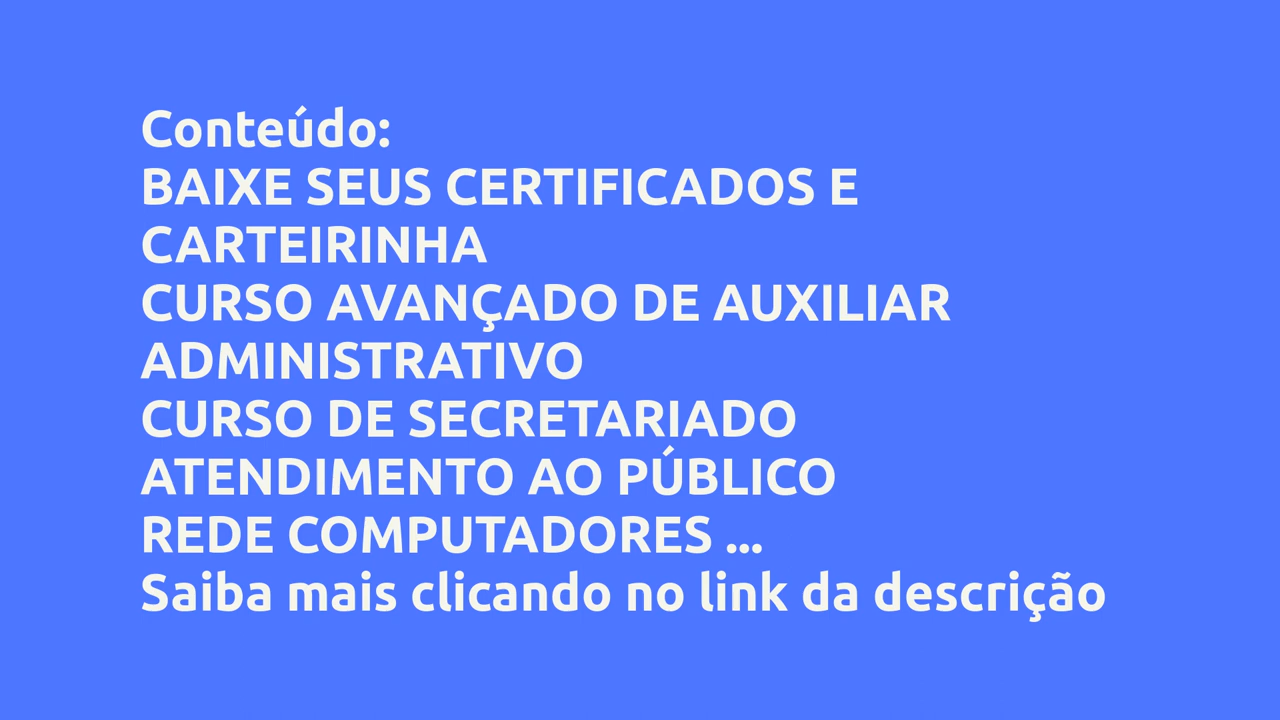 Conteúdo:
BAIXE SEUS CERTIFICADOS E
CARTEIRINHA
CURSO AVANÇADO DE AUXILIAR
ADMINISTRATIVO
CURSO DE SECRETARIADO
ATENDIMENTO AO PÚBLICO
REDE COMPUTADORES ...
Saiba mais clicando no link da descrição